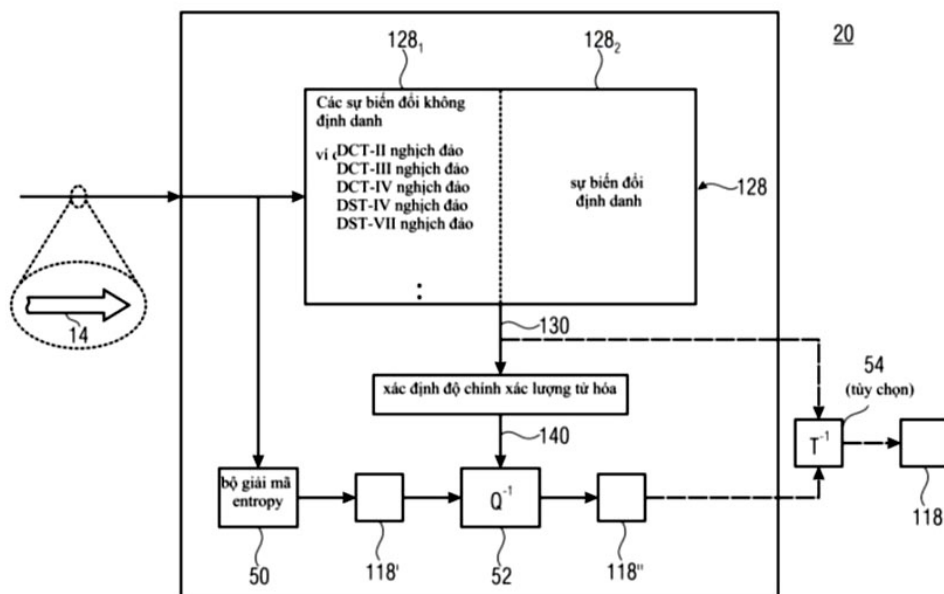 128₁
128₂
20
Các sự biến đổi không
định danh
ví d
DCT-II nghịch đảo
DCT-III nghịch đảo
DCT-IV nghịch đảo
DST-IV nghịch đảo
DST-VII nghịch đảo
:
sự biến đổi
định danh
128
14
130
54
(tùy chọn)
xác định độ chính xác lượng tử hóa
140
T⁻¹
bộ giải mã
entropy
Q⁻¹
118
50
118'
52
118"